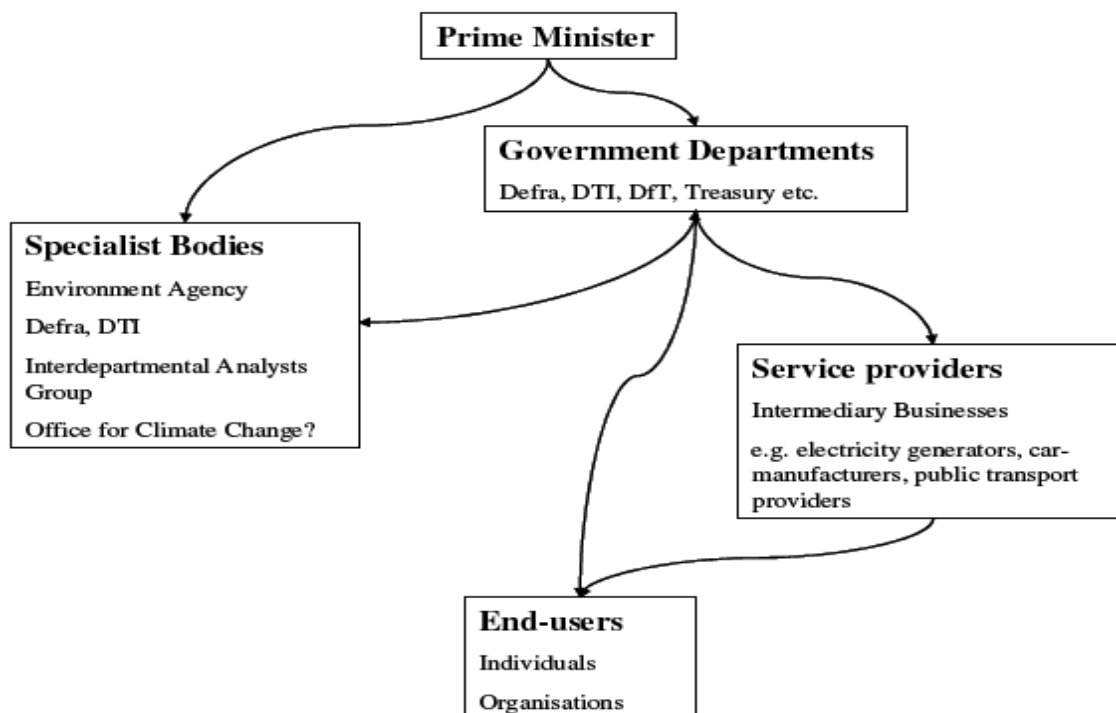 Prime Minister
Government Departments
Defra, DTI, DfT, Treasury etc.
Specialist Bodies
Environment Agency
Defra, DTI
Interdepartmental Analysts
Group
Office for Climate Change?
Service providers
Intermediary Businesses
e.g. electricity generators, car-
manufacturers, public transport
providers
End-users
Individuals
Organisations